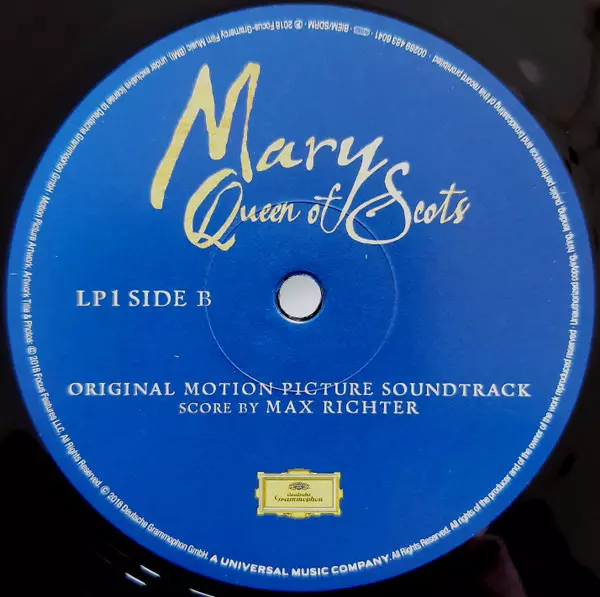 Mary
Queen of Scots
LP1 SIDE B
ORIGINAL MOTION PICTURE SOUNDTRACK
SCORE BY MAX RICHTER
Deutsche
Grammophon
℗ 2018 Focus-Gramercy Film Music (BMI), under exclusive license to Deutsche Grammophon GmbH. Motion Picture Artwork, Artwork Title & Photos © 2018 Focus Features LLC. All Rights Reserved. © 2018 Deutsche Grammophon GmbH. A UNIVERSAL MUSIC COMPANY. All Rights Reserved. All rights of the producer and of the owner of the work reproduced reserved · Unauthorized copying, hiring, lending, public performance and broadcasting of this record prohibited · 00289 483 6041 · BIEM/SDRM